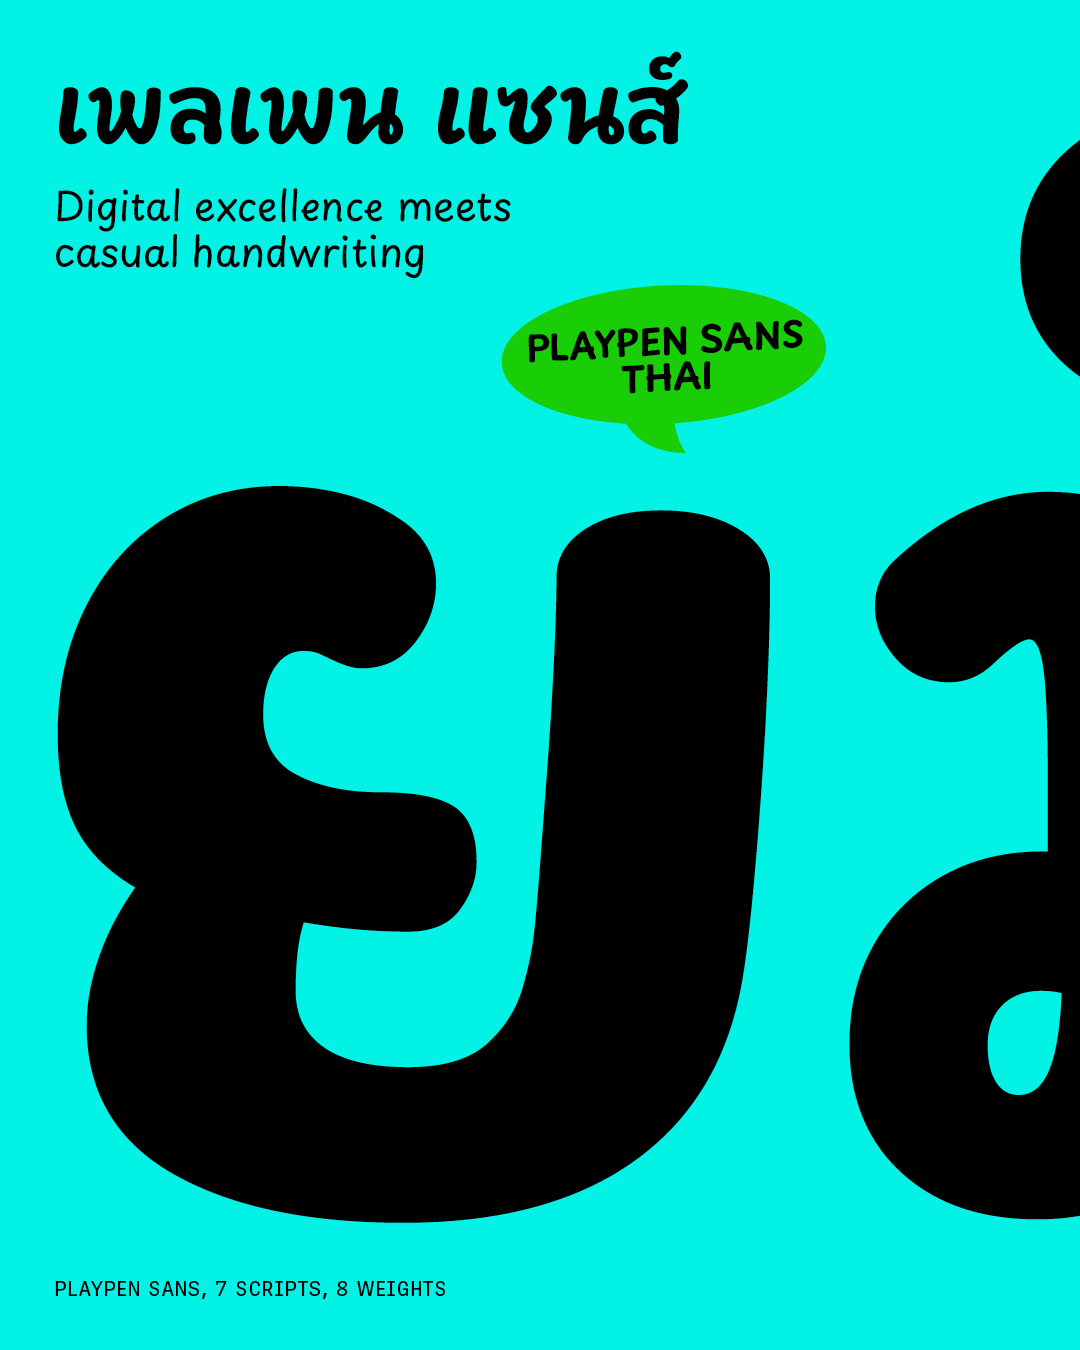 เพลเพน แซนส์
Digital excellence meets
casual handwriting
PLAYPEN SANS
THAI
ย
PLAYPEN SANS, 7 SCRIPTS, 8 WEIGHTS